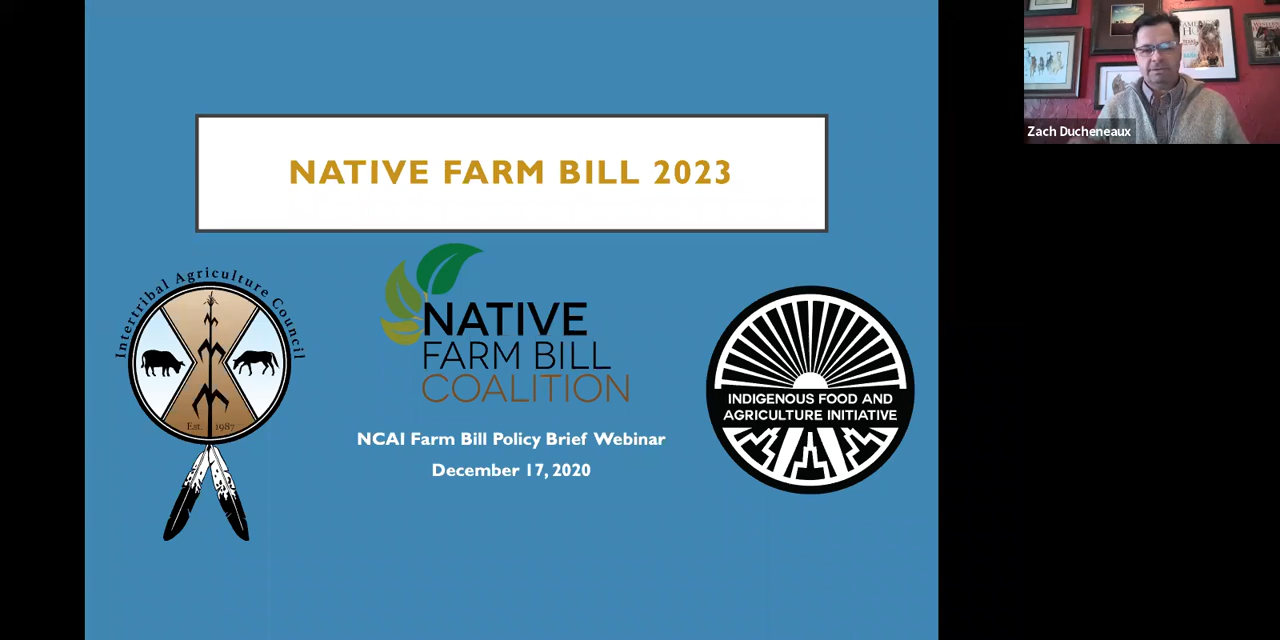 NATIVE FARM BILL 2023
Intertribal Agriculture Council
Est. 1987
NATIVE
FARM BILL
COALITION
NCAI Farm Bill Policy Brief Webinar
December 17, 2020
INDIGENOUS FOOD AND
AGRICULTURE INITIATIVE
Zach Ducheneaux